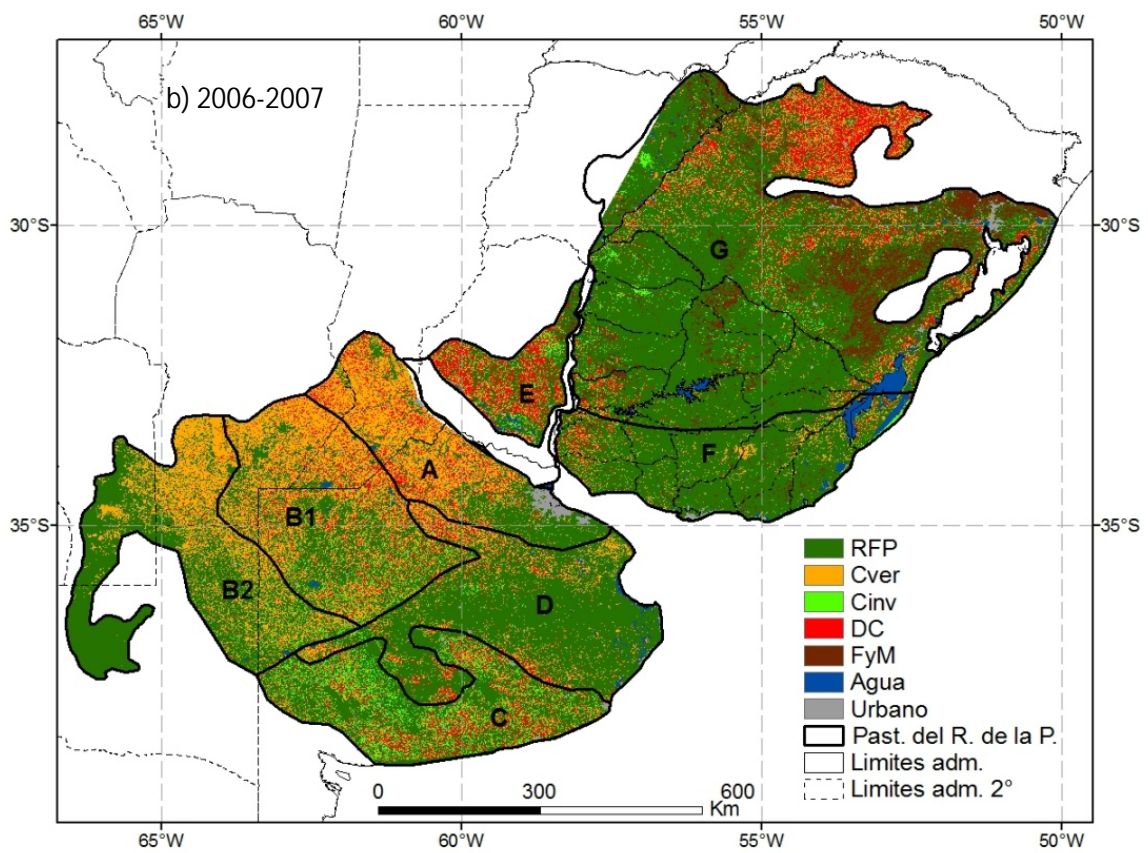 65°W 60°W 55°W 50°W
b) 2006-2007
30°S 30°S
G
E
F
A
B1
35°S 35°S
B2
D
C
RFP
Cver
Cinv
DC
FyM
Agua
Urbano
Past. del R. de la P.
Limites adm.
Limites adm. 2°
0 300 600
Km
65°W 60°W 55°W 50°W